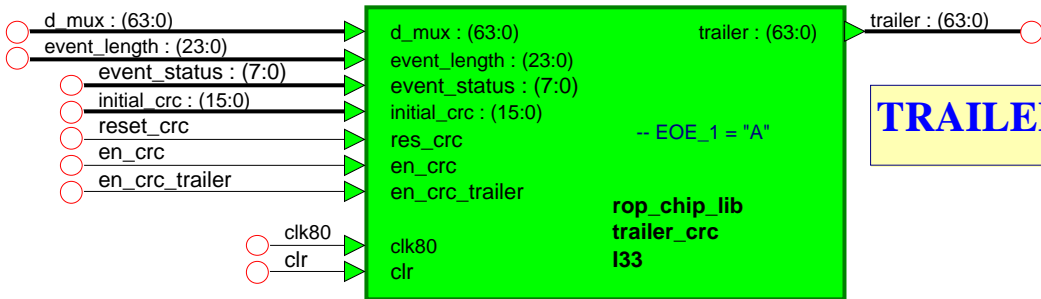 d_mux : (63:0)
event_length : (23:0)
event_status : (7:0)
initial_crc : (15:0)
reset_crc
en_crc
en_crc_trailer
clk80
clr
d_mux : (63:0)
event_length : (23:0)
event_status : (7:0)
initial_crc : (15:0)
res_crc
en_crc
en_crc_trailer
clk80
clr
trailer : (63:0)
-- EOE_1 = "A"
rop_chip_lib
trailer_crc
I33
trailer : (63:0)